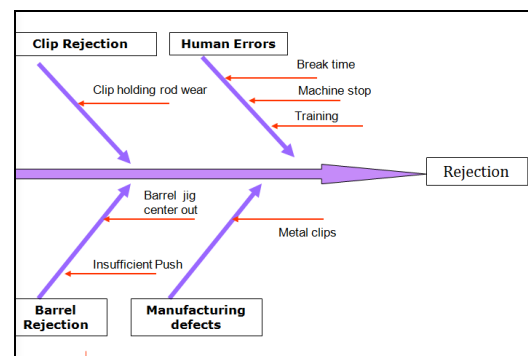 Clip Rejection
Human Errors
Break time
Clip holding rod wear
Machine stop
Training
Rejection
Barrel jig
center out
Metal clips
Insufficient Push
Barrel
Rejection
Manufacturing
defects